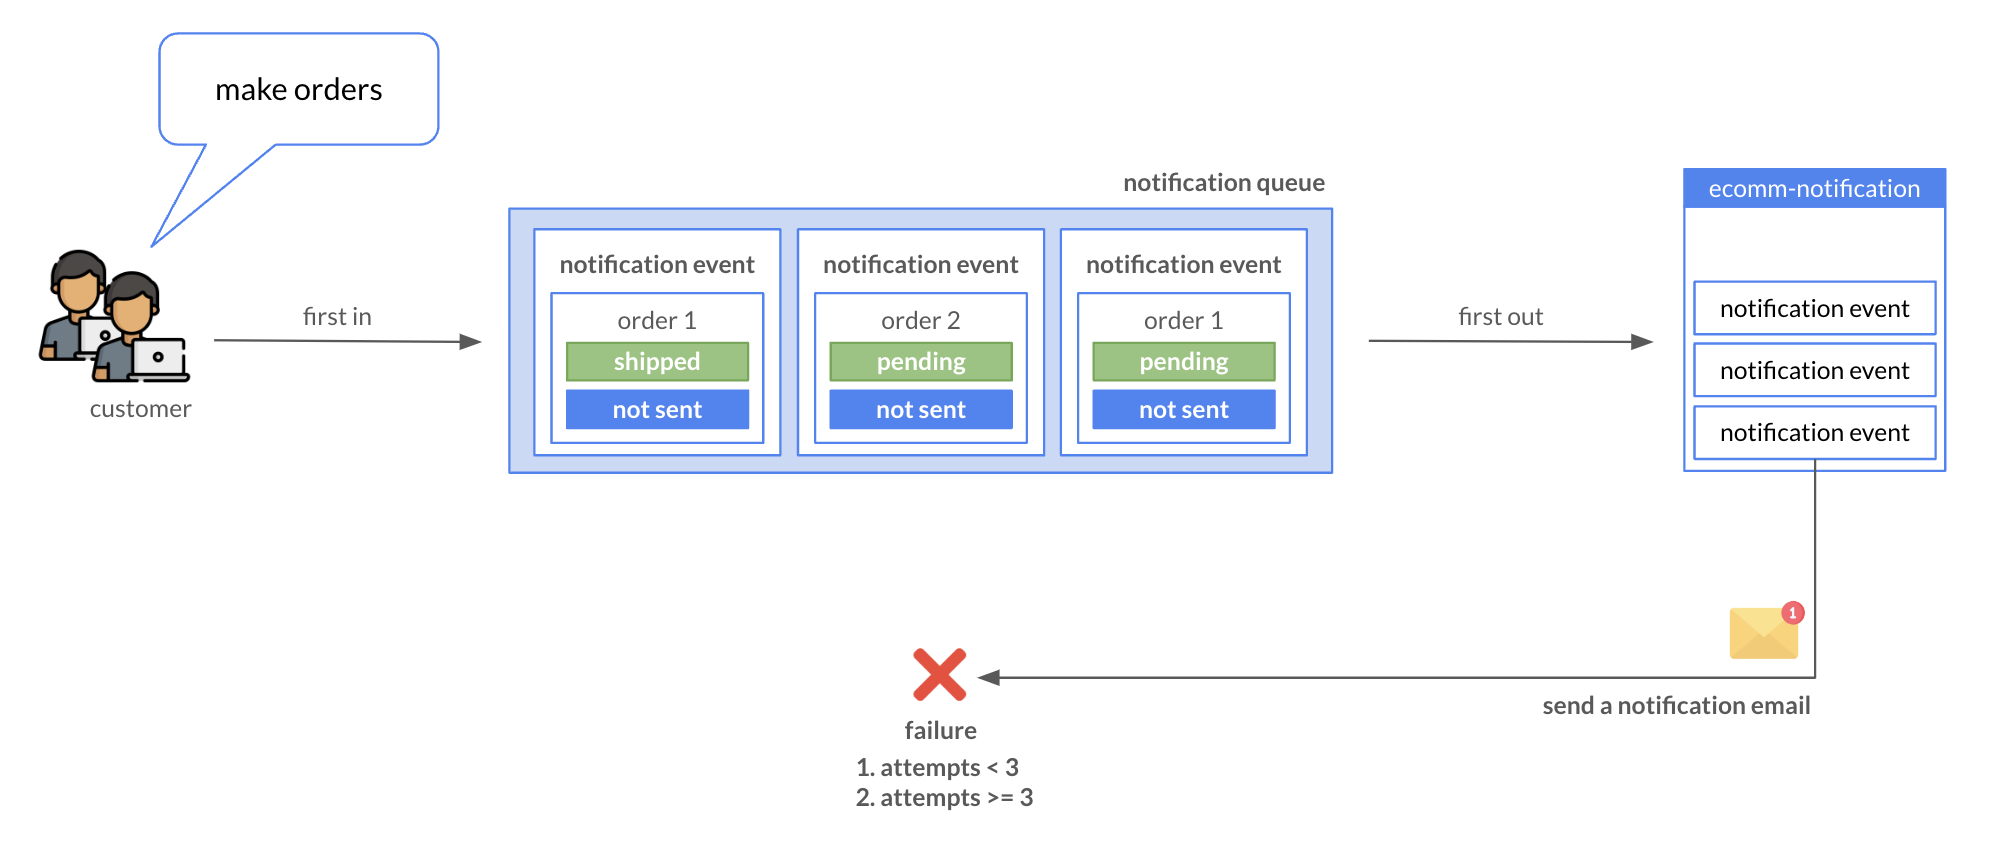 make orders
customer
first in
notification queue
notification event
order 1
shipped
not sent
notification event
order 2
pending
not sent
notification event
order 1
pending
not sent
first out
ecomm-notification
notification event
notification event
notification event
1
send a notification email
failure
1. attempts < 3
2. attempts >= 3